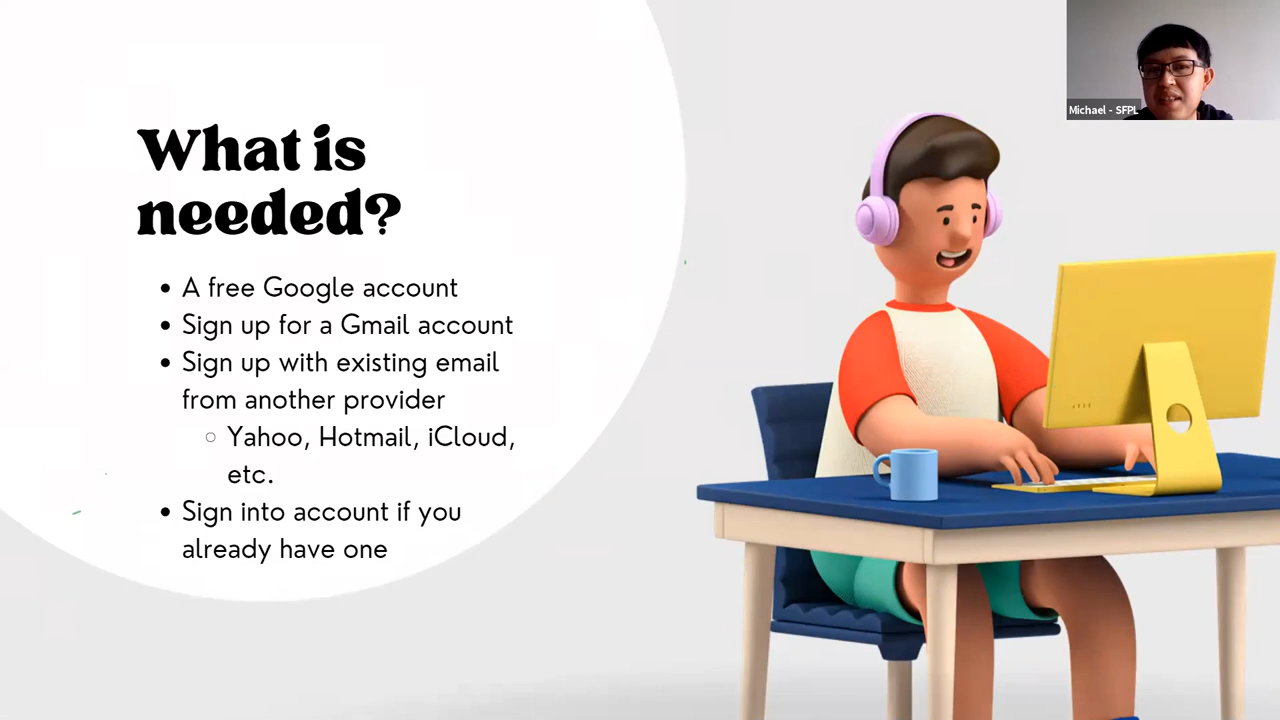 What is
needed?
A free Google account
Sign up for a Gmail account
Sign up with existing email
from another provider
Yahoo, Hotmail, iCloud,
etc.
Sign into account if you
already have one
Michael - SFPL